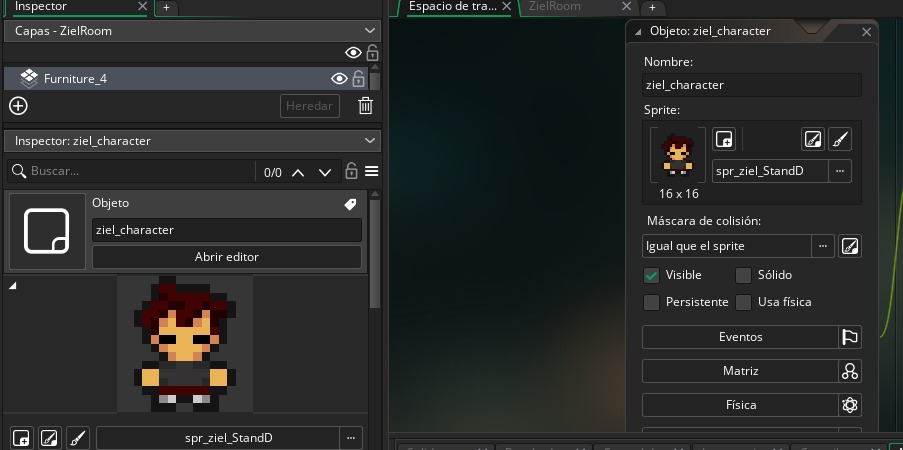 Inspector
Capas - ZielRoom
Furniture_4
Heredar
Inspector: ziel_character
Buscar...
0/0
Objeto
ziel_character
Abrir editor
spr_ziel_StandD
...
Espacio de tra...
ZielRoom
Objeto: ziel_character
Nombre:
ziel_character
Sprite:
spr_ziel_StandD
...
16 x 16
Máscara de colisión:
Igual que el sprite
...
Visible
Sólido
Persistente
Usa física
Eventos
Matriz
Física